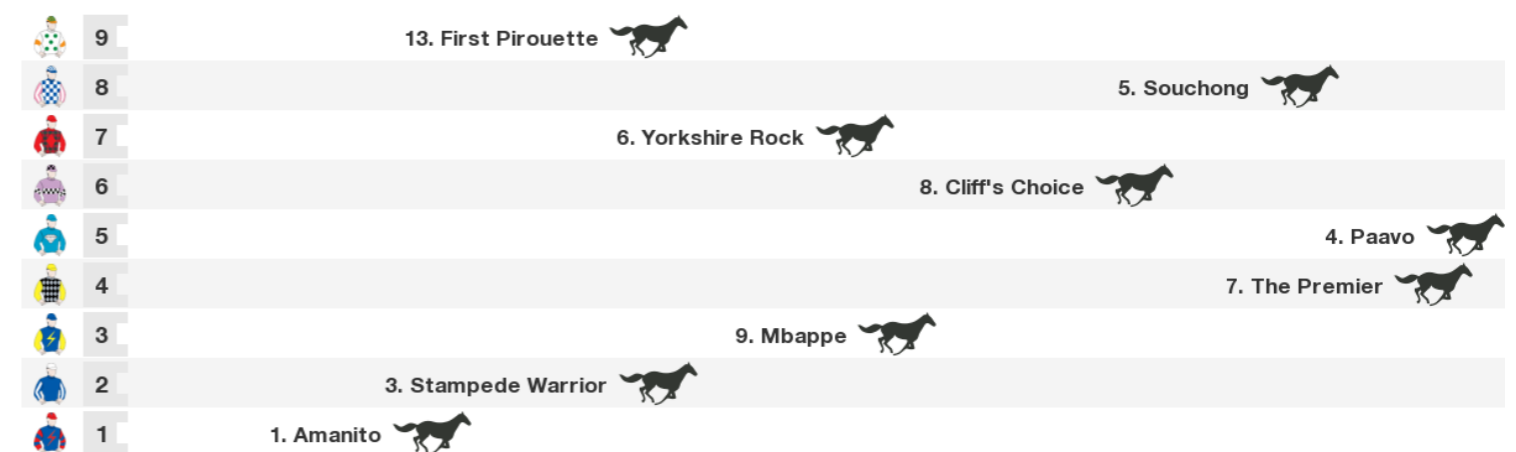 9 13. First Pirouette
8 5. Souchong
7 6. Yorkshire Rock
6 8. Cliff's Choice
5 4. Paavo
4 7. The Premier
3 9. Mbappe
2 3. Stampede Warrior
1 1. Amanito